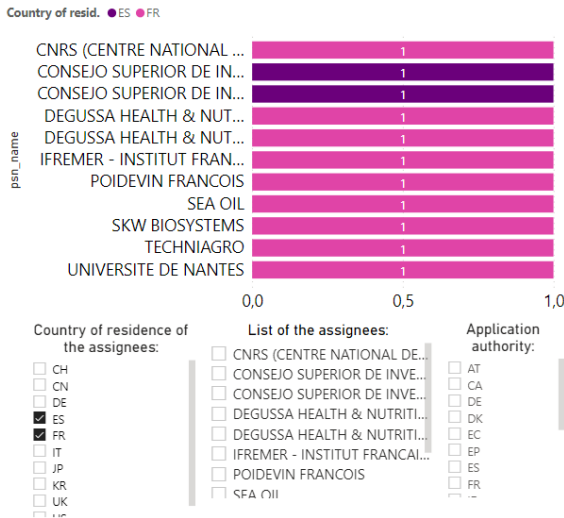 Country of resid. ES FR
psn_name
CNRS (CENTRE NATIONAL ... 1
CONSEJO SUPERIOR DE IN... 1
CONSEJO SUPERIOR DE IN... 1
DEGUSSA HEALTH & NUT... 1
DEGUSSA HEALTH & NUT... 1
IFREMER - INSTITUT FRAN... 1
POIDEVIN FRANCOIS 1
SEA OIL 1
SKW BIOSYSTEMS 1
TECHNIAGRO 1
UNIVERSITE DE NANTES 1
0,0 0,5 1,0
Country of residence of
the assignees:
CH
CN
DE
ES
FR
IT
JP
KR
UK
US
List of the assignees:
CNRS (CENTRE NATIONAL DE...
CONSEJO SUPERIOR DE INVE...
CONSEJO SUPERIOR DE INVE...
DEGUSSA HEALTH & NUTRITI...
DEGUSSA HEALTH & NUTRITI...
IFREMER - INSTITUT FRANCAI...
POIDEVIN FRANCOIS
SEA OIL
Application
authority:
AT
CA
DE
DK
EC
EP
ES
FR